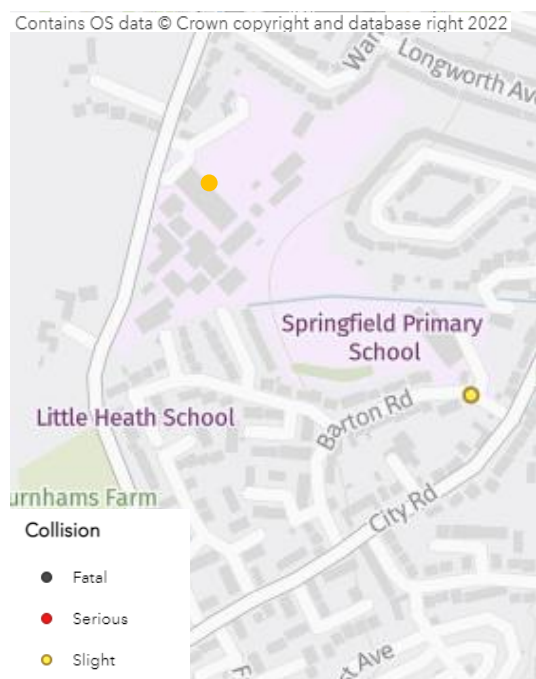 Contains OS data © Crown copyright and database right 2022
Longworth Av
Springfield Primary
School
Barton Rd
Little Heath School
urnhams Farm
City Rd
Collision
Fatal
Serious
Slight
Ave